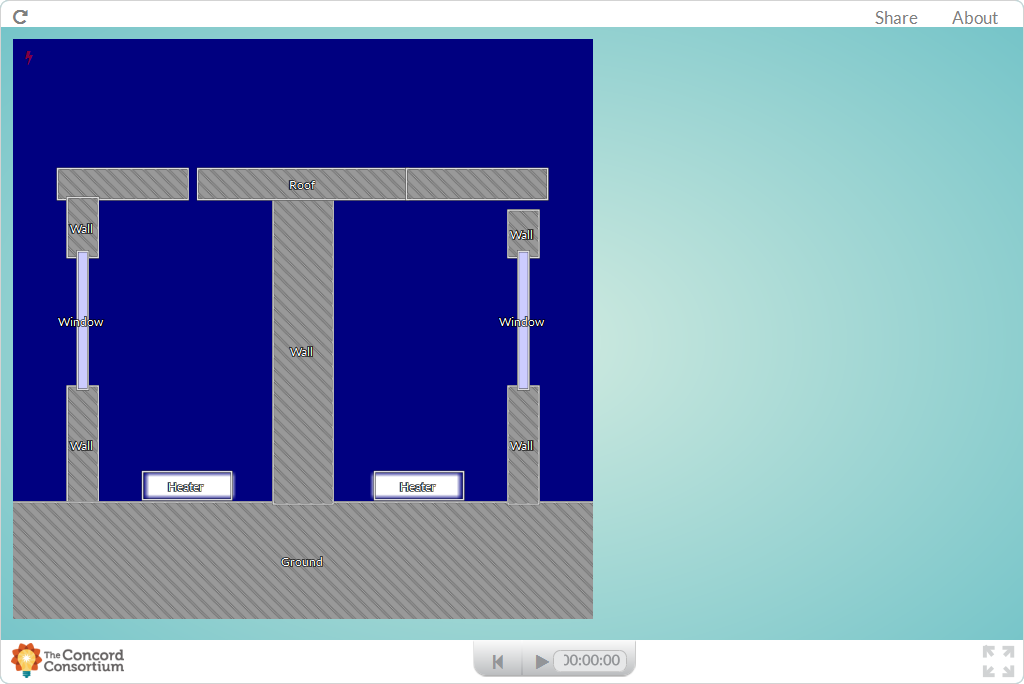 Share About
Roof
Wall
Wall
Window
Window
Wall
Wall
Wall
Heater
Heater
Ground
The Concord
Consortium
00:00:00